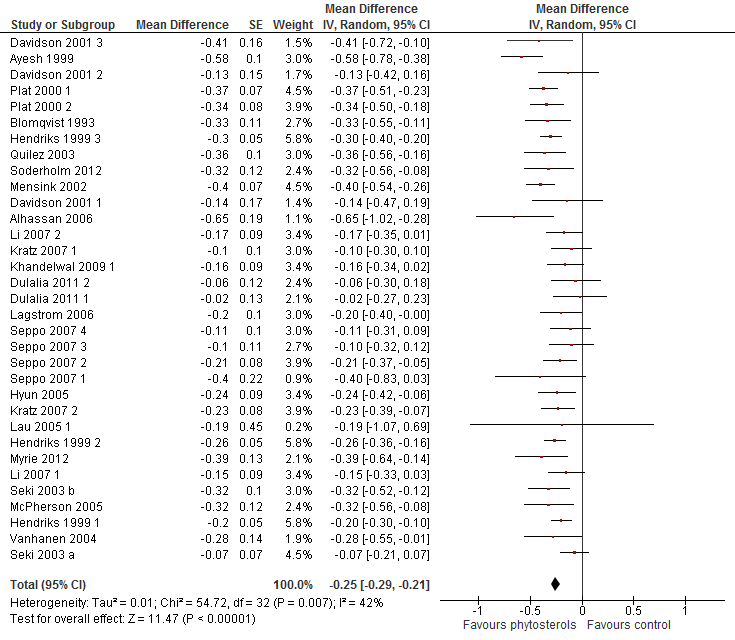 Mean Difference Mean Difference
Study or Subgroup Mean Difference SE Weight IV, Random, 95% CI IV, Random, 95% CI
Davidson 2001 3 -0.41 0.16 1.5% -0.41 [-0.72, -0.10]
Ayesh 1999 -0.58 0.1 3.0% -0.58 [-0.78, -0.38]
Davidson 2001 2 -0.13 0.15 1.7% -0.13 [-0.42, 0.16]
Plat 2000 1 -0.37 0.07 4.5% -0.37 [-0.51, -0.23]
Plat 2000 2 -0.34 0.08 3.9% -0.34 [-0.50, -0.18]
Blomqvist 1993 -0.33 0.11 2.6% -0.33 [-0.55, -0.11]
Hendriks 1999 3 -0.3 0.05 6.0% -0.30 [-0.40, -0.20]
Quilez 2003 -0.36 0.1 3.0% -0.36 [-0.56, -0.16]
Soderholm 2012 -0.32 0.12 2.3% -0.32 [-0.56, -0.08]
Mensink 2002 -0.4 0.07 4.5% -0.40 [-0.54, -0.26]
Davidson 2001 1 -0.14 0.17 1.4% -0.14 [-0.47, 0.19]
Alhassan 2006 -0.65 0.19 1.1% -0.65 [-1.02, -0.28]
Li 2007 2 -0.17 0.09 3.4% -0.17 [-0.35, 0.01]
Kratz 2007 1 -0.1 0.1 3.0% -0.10 [-0.30, 0.10]
Khandelwal 2009 1 -0.16 0.09 3.4% -0.16 [-0.34, 0.02]
Dulalia 2011 2 -0.06 0.12 2.3% -0.06 [-0.30, 0.18]
Dulalia 2011 1 -0.02 0.13 2.0% -0.02 [-0.27, 0.23]
Lagstrom 2006 -0.2 0.1 3.0% -0.20 [-0.40, -0.00]
Seppo 2007 4 -0.11 0.1 3.0% -0.11 [-0.31, 0.09]
Seppo 2007 3 -0.1 0.11 2.6% -0.10 [-0.32, 0.12]
Seppo 2007 2 -0.21 0.08 3.9% -0.21 [-0.37, -0.05]
Seppo 2007 1 -0.4 0.22 0.9% -0.40 [-0.83, 0.03]
Hyun 2005 -0.24 0.09 3.4% -0.24 [-0.42, -0.06]
Kratz 2007 2 -0.23 0.08 3.9% -0.23 [-0.39, -0.07]
Lau 2005 1 -0.19 0.45 0.2% -0.19 [-1.07, 0.69]
Hendriks 1999 2 -0.26 0.05 6.0% -0.26 [-0.36, -0.16]
Myrie 2012 -0.39 0.13 2.0% -0.39 [-0.64, -0.14]
Li 2007 1 -0.15 0.09 3.4% -0.15 [-0.33, 0.03]
Seki 2003 b -0.32 0.1 3.0% -0.32 [-0.52, -0.12]
McPherson 2005 -0.32 0.12 2.3% -0.32 [-0.56, -0.08]
Hendriks 1999 1 -0.2 0.05 6.0% -0.20 [-0.30, -0.10]
Vanhanen 2004 -0.28 0.14 1.9% -0.28 [-0.55, -0.01]
Seki 2003 a -0.07 0.07 4.5% -0.07 [-0.21, 0.07]
Total (95% CI) 100.0% -0.25 [-0.29, -0.21]
Heterogeneity: Tau² = 0.01; Chi² = 54.72, df = 32 (P = 0.007); I² = 42%
Test for overall effect: Z = 11.47 (P < 0.00001)
-1 -0.5 0 0.5 1
Favours phytosterols Favours control